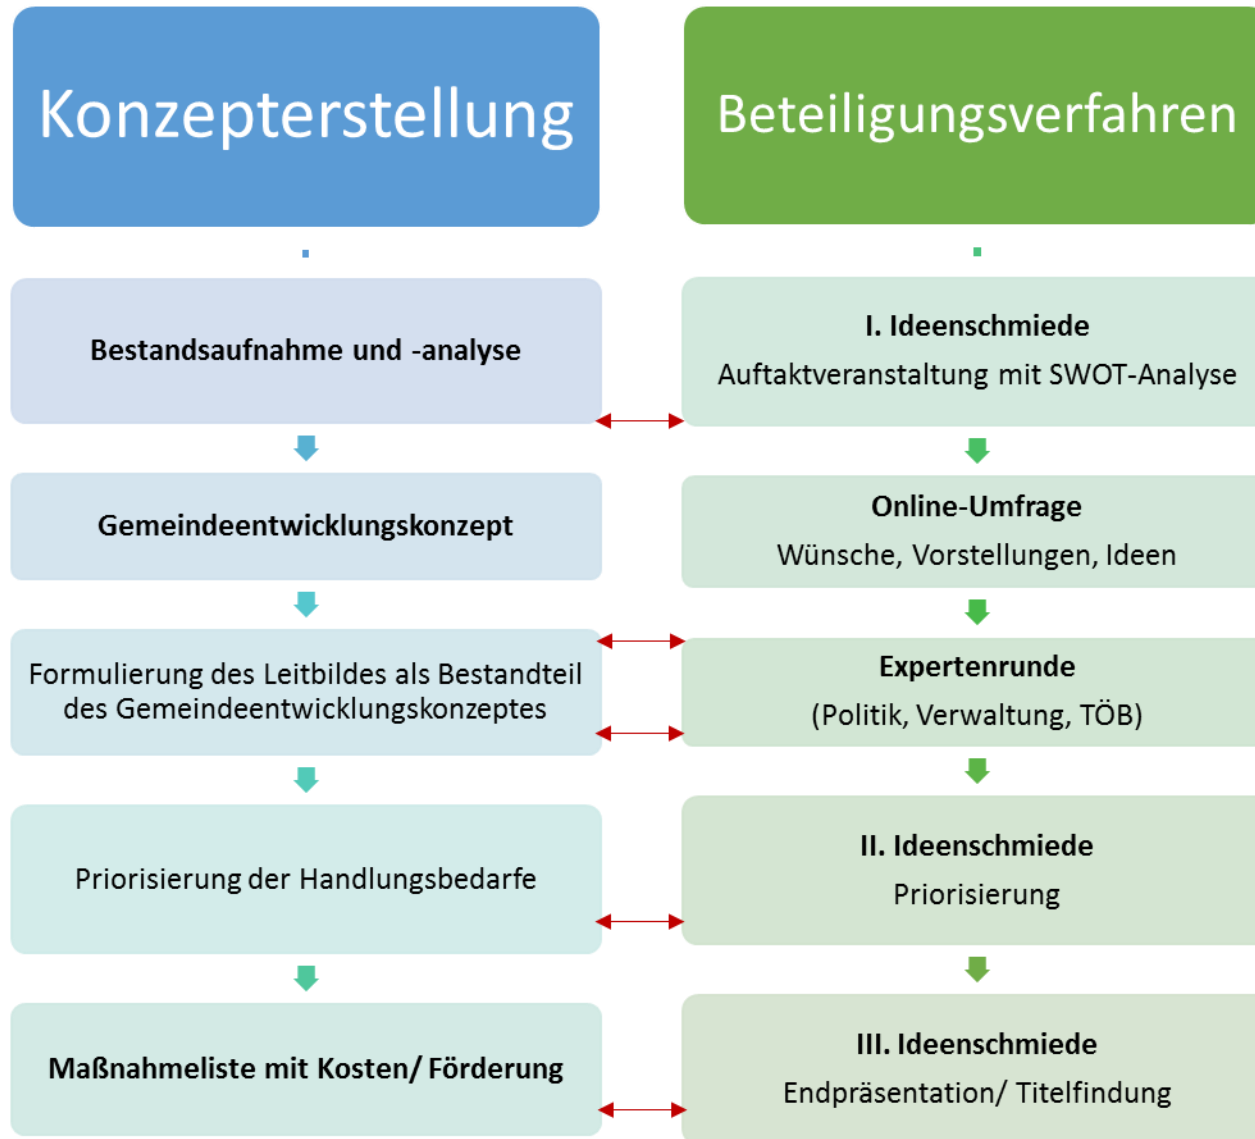 Konzepterstellung
Bestandsaufnahme und -analyse
Gemeindeentwicklungskonzept
Formulierung des Leitbildes als Bestandteil
des Gemeindeentwicklungskonzeptes
Priorisierung der Handlungsbedarfe
Maßnahmeliste mit Kosten/ Förderung
Beteiligungsverfahren
I. Ideenschmiede
Auftaktveranstaltung mit SWOT-Analyse
Online-Umfrage
Wünsche, Vorstellungen, Ideen
Expertenrunde
(Politik, Verwaltung, TÖB)
II. Ideenschmiede
Priorisierung
III. Ideenschmiede
Endpräsentation/ Titelfindung